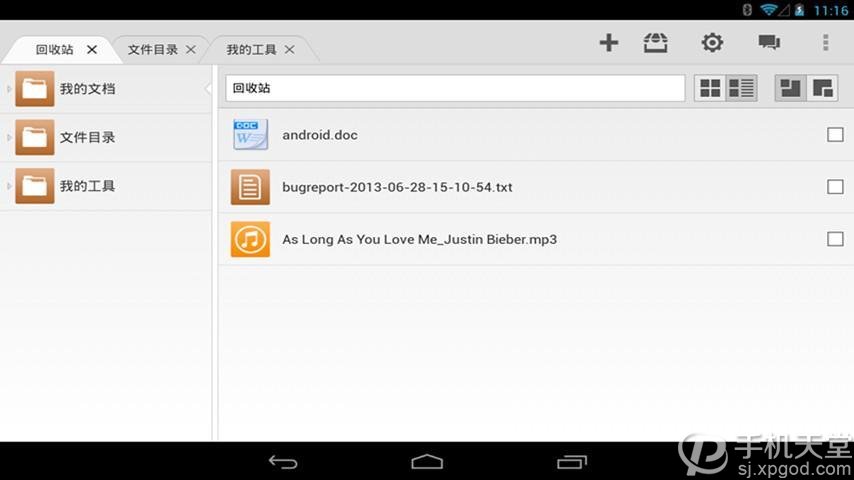 11:16
回收站 文件目录 我的工具
我的文档
文件目录
我的工具
回收站
DOC
W
android.doc
bugreport-2013-06-28-15-10-54.txt
As Long As You Love Me_Justin Bieber.mp3
手机天堂
sj.xpgod.com